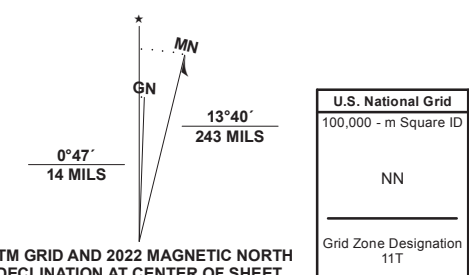 ★
MN
GN
13°40´
243 MILS
0°47´
14 MILS
TM GRID AND 2022 MAGNETIC NORTH
DECLINATION AT CENTER OF SHEET
U.S. National Grid
100,000 - m Square ID
NN
Grid Zone Designation
11T